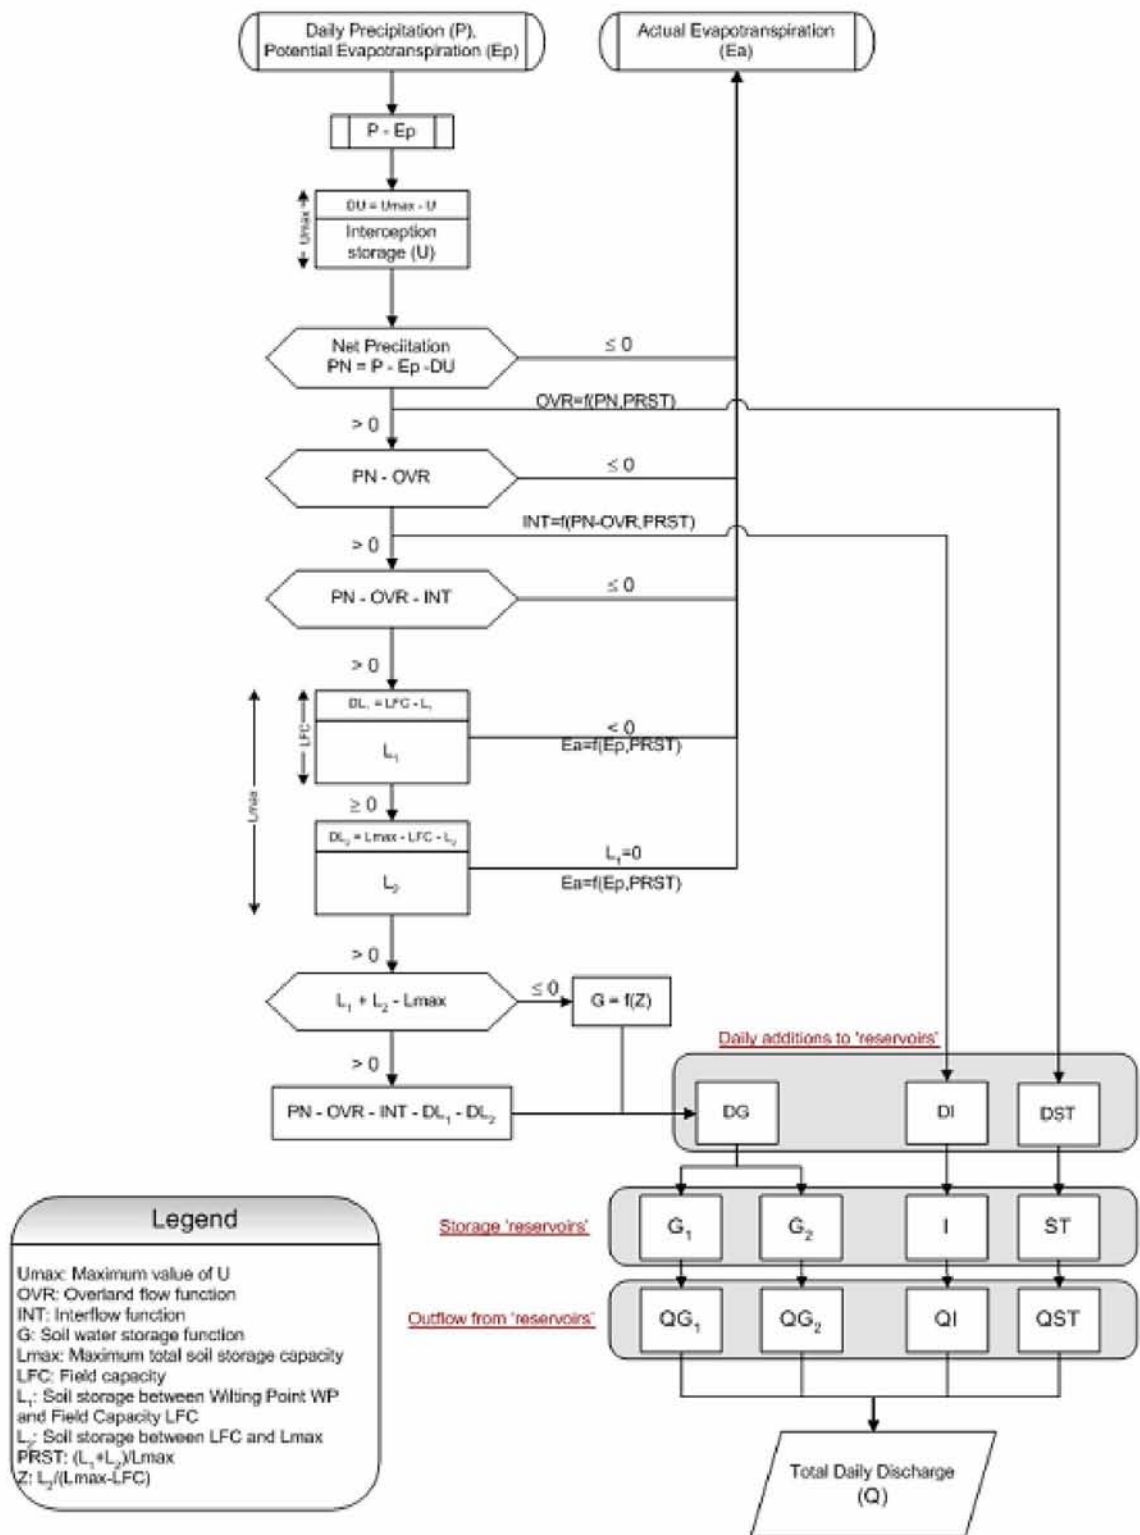 Daily Precipitation (P),
Potential Evapotranspiration (Ep)
Actual Evapotranspiration
(Ea)
P - Ep
Umax
DU = Umax - U
Interception
storage (U)
Net Preciitation
PN = P - Ep -DU
≤ 0
OVR=f(PN,PRST)
> 0
PN - OVR
≤ 0
INT=f(PN-OVR,PRST)
> 0
PN - OVR - INT
≤ 0
> 0
Lmax
LFC
DL₁ = LFC - L₁
L₁
< 0
Ea=f(Ep,PRST)
≥ 0
DL₂ = Lmax - LFC - L₂
L₂
L₁=0
Ea=f(Ep,PRST)
> 0
L₁ + L₂ - Lmax
≤ 0
G = f(Z)
> 0
PN - OVR - INT - DL₁ - DL₂
Daily additions to 'reservoirs'
DG
DI
DST
Storage 'reservoirs'
G₁
G₂
I
ST
Outflow from 'reservoirs'
QG₁
QG₂
QI
QST
Total Daily Discharge
(Q)
Legend
Umax: Maximum value of U
OVR: Overland flow function
INT: Interflow function
G: Soil water storage function
Lmax: Maximum total soil storage capacity
LFC: Field capacity
L₁: Soil storage between Wilting Point WP
and Field Capacity LFC
L₂: Soil storage between LFC and Lmax
PRST: (L₁+L₂)/Lmax
Z: L₂/(Lmax-LFC)